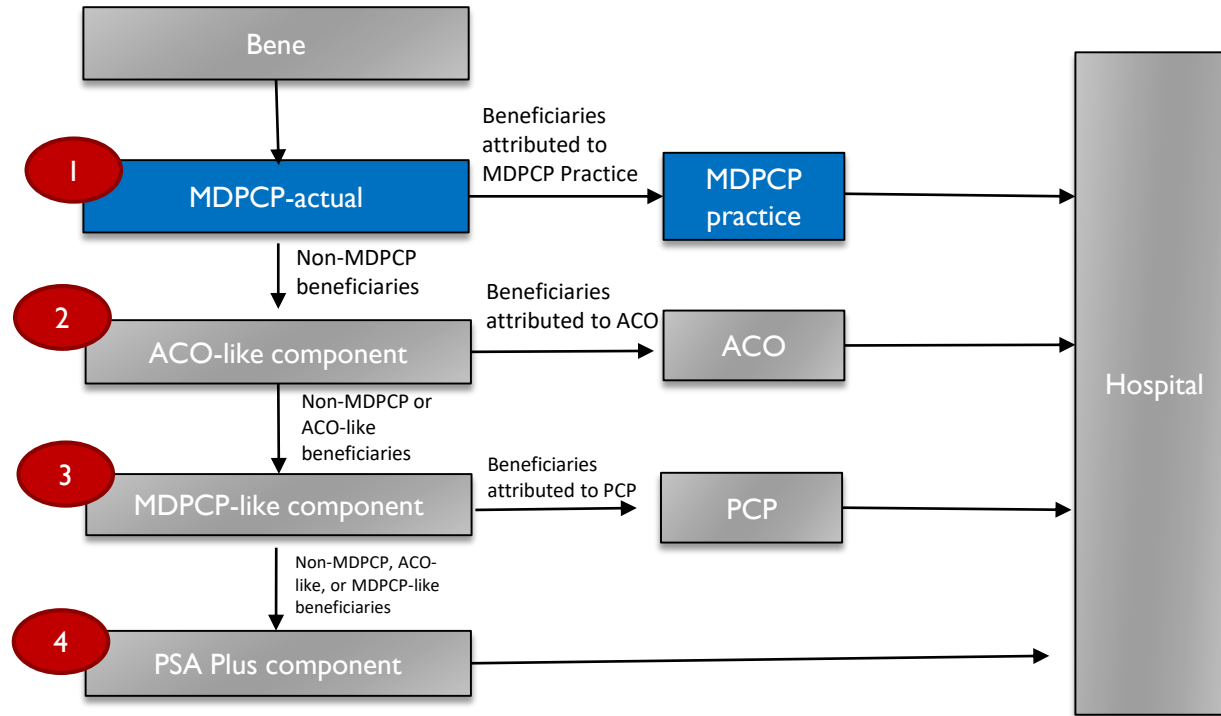 Bene
Beneficiaries
attributed to
MDPCP Practice
1
MDPCP-actual
MDPCP
practice
Non-MDPCP
beneficiaries
Beneficiaries
attributed to ACO
2
ACO-like component
ACO
Hospital
Non-MDPCP or
ACO-like
beneficiaries
3
Beneficiaries
attributed to PCP
MDPCP-like component
PCP
Non-MDPCP, ACO-
like, or MDPCP-like
beneficiaries
4
PSA Plus component